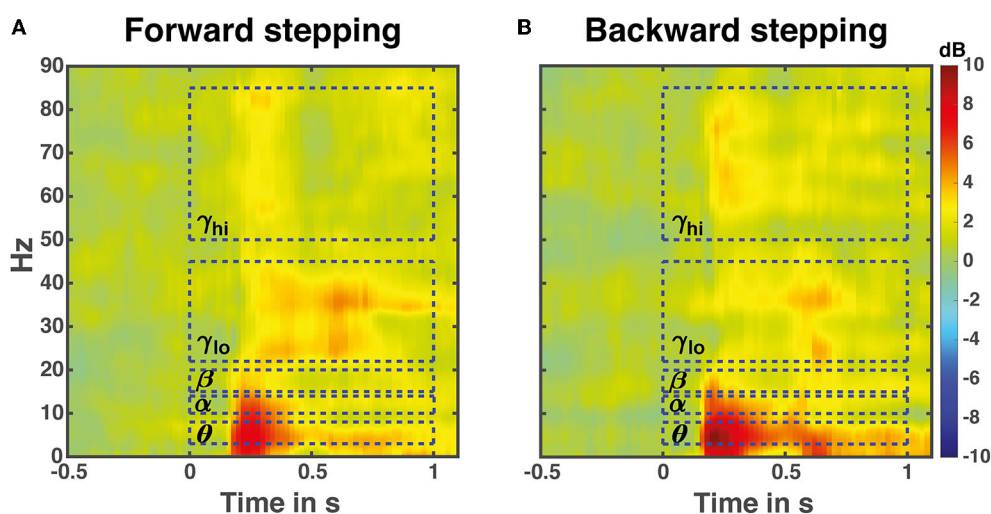 A Forward stepping
B Backward stepping
dB
Hz
90
80
70
60
50
40
30
20
10
0
γhi
γlo
β
α
θ
-0.5 0 0.5 1
Time in s
γhi
γlo
β
α
θ
-0.5 0 0.5 1
Time in s
10
8
6
4
2
0
-2
-4
-6
-8
-10